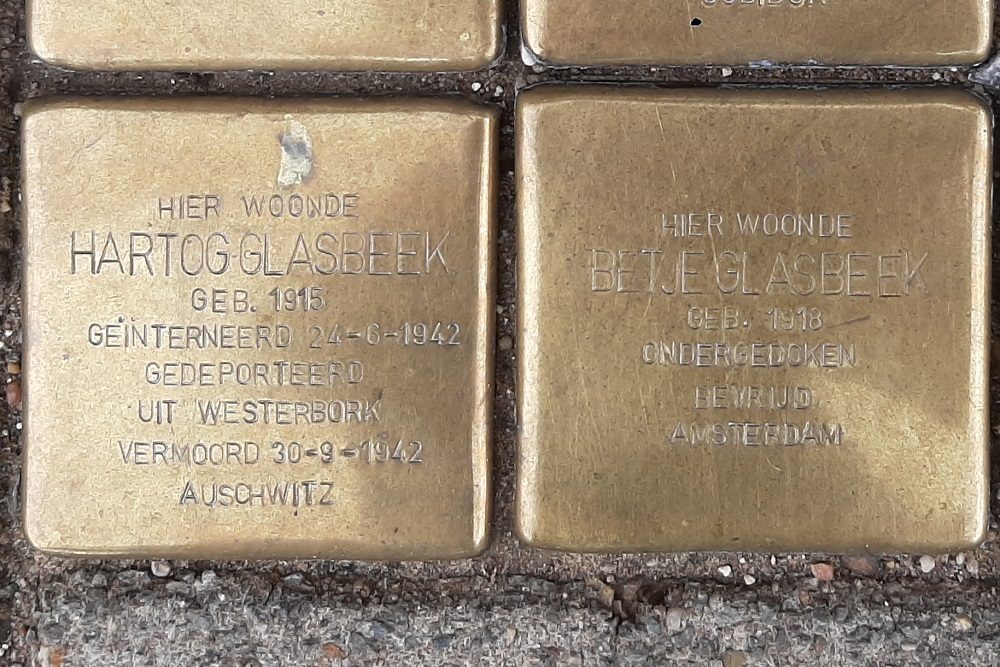 SOBIBOR
HIER WOONDE
HARTOG GLASBEEK
GEB. 1915
GEÏNTERNEERD 24-6-1942
GEDEPORTEERD
UIT WESTERBORK
VERMOORD 30-9-1942
AUSCHWITZ
HIER WOONDE
BETJE GLASBEEK
GEB. 1918
ONDERGEDOKEN
BEVRIJD
AMSTERDAM